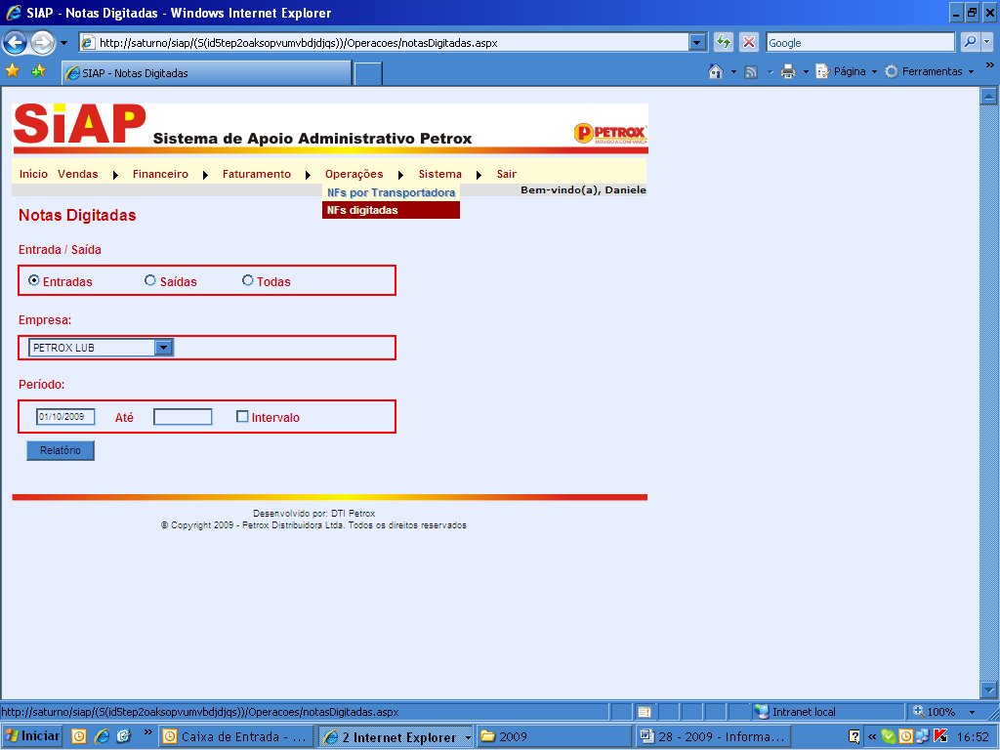 SIAP - Notas Digitadas - Windows Internet Explorer
http://saturno/siap/(S(id5tep2oaksopvumvbdjdjqs))/Operacoes/notasDigitadas.aspx
Google
SIAP - Notas Digitadas
Página
Ferramentas
SiAP Sistema de Apoio Administrativo Petrox
PETROX
MOVIDO A CONFIANÇA
Início Vendas Financeiro Faturamento Operações Sistema Sair
NFs por Transportadora
Bem-vindo(a), Daniele
NFs digitadas
Notas Digitadas
Entrada / Saída
Entradas Saídas Todas
Empresa:
PETROX LUB
Período:
01/10/2009 Até Intervalo
Relatório
Desenvolvido por: DTI Petrox
© Copyright 2009 - Petrox Distribuidora Ltda. Todos os direitos reservados
http://saturno/siap/(S(id5tep2oaksopvumvbdjdjqs))/Operacoes/notasDigitadas.aspx
Intranet local
100%
Iniciar
Caixa de Entrada - ...
2 Internet Explorer
2009
28 - 2009 - Informa...
16:52